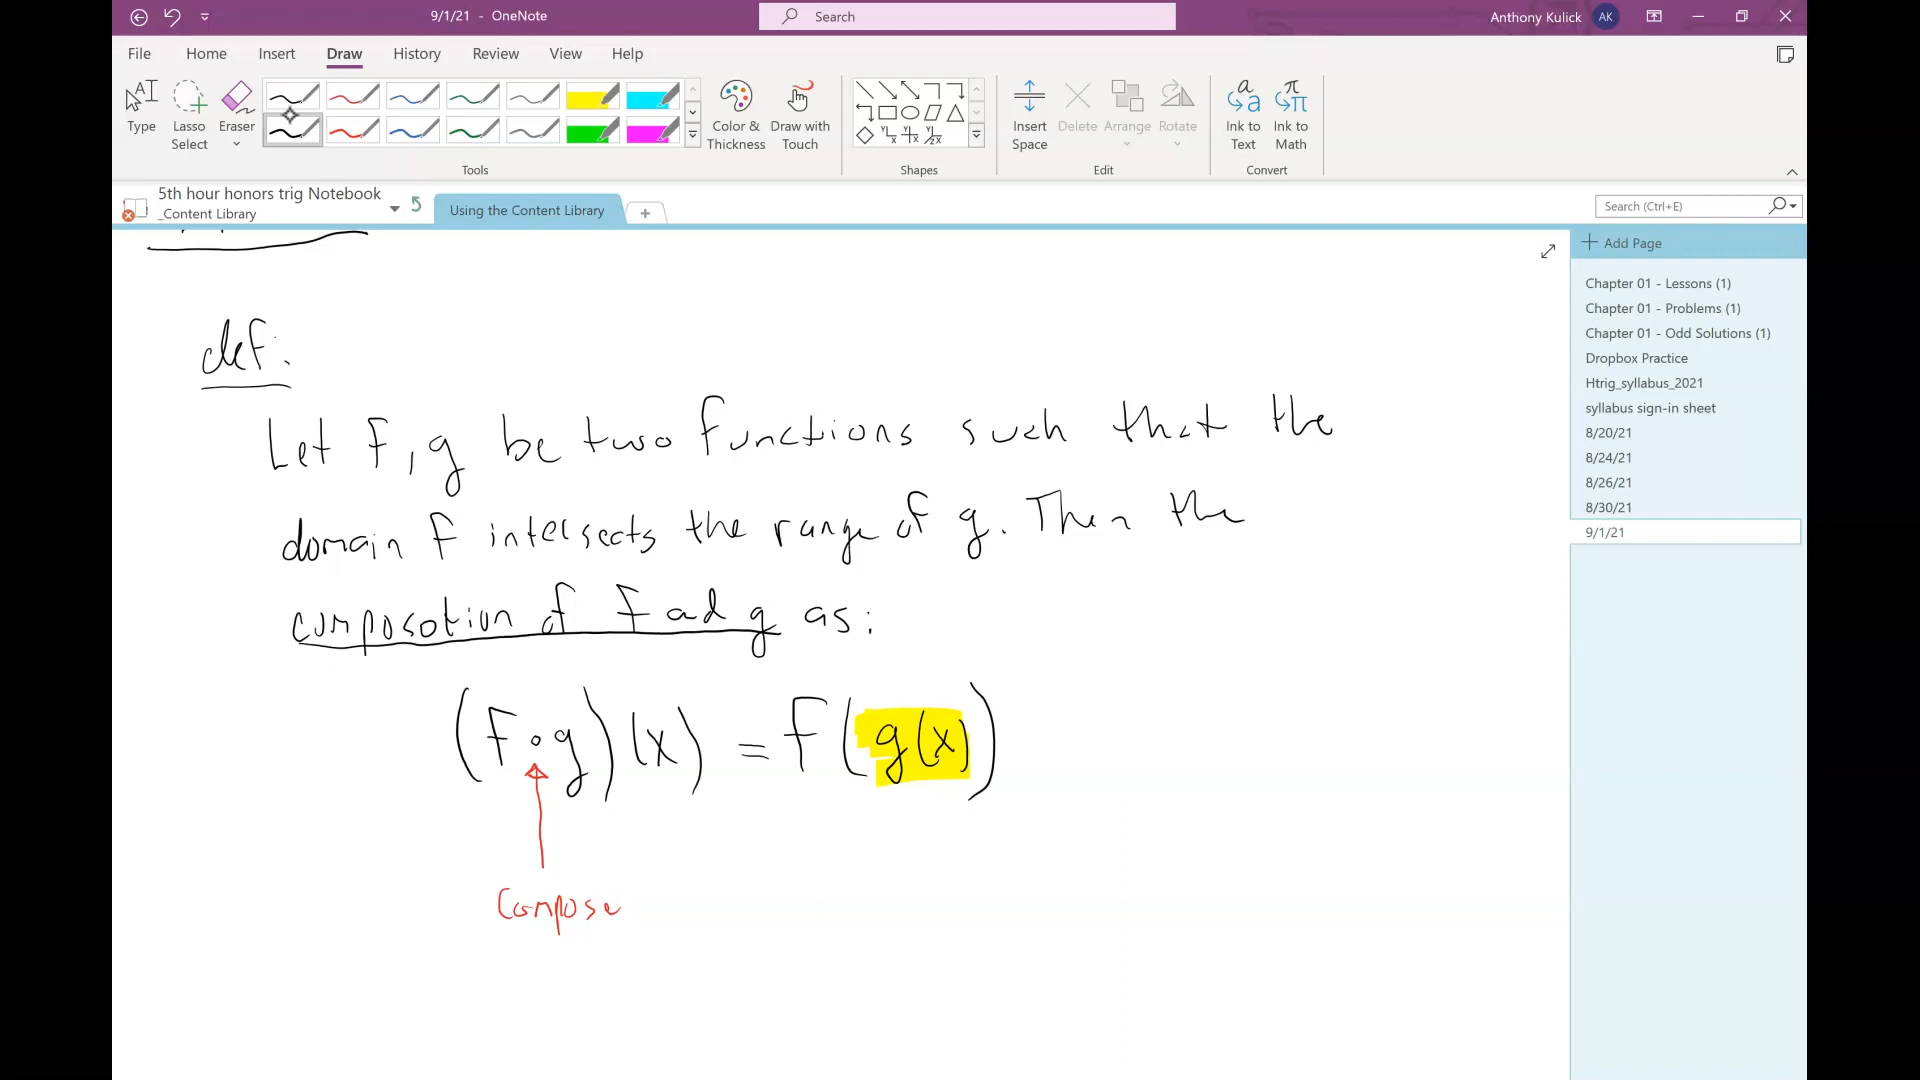 9/1/21 - OneNote
Search
Anthony Kulick
AK
File
Home
Insert
Draw
History
Review
View
Help
Type
Lasso
Select
Eraser
Color &
Thickness
Draw with
Touch
Insert
Space
Delete
Arrange
Rotate
Ink to
Text
Ink to
Math
Tools
Shapes
Edit
Convert
5th hour honors trig Notebook
_Content Library
Using the Content Library
Search (Ctrl+E)
Add Page
Chapter 01 - Lessons (1)
Chapter 01 - Problems (1)
Chapter 01 - Odd Solutions (1)
Dropbox Practice
Htrig_syllabus_2021
syllabus sign-in sheet
8/20/21
8/24/21
8/26/21
8/30/21
9/1/21
def:
Let f, g be two functions such that the
domain f intersects the range of g. Then the
composotion of f ad g as:
(f∘g)(x) = f(g(x))
Compose